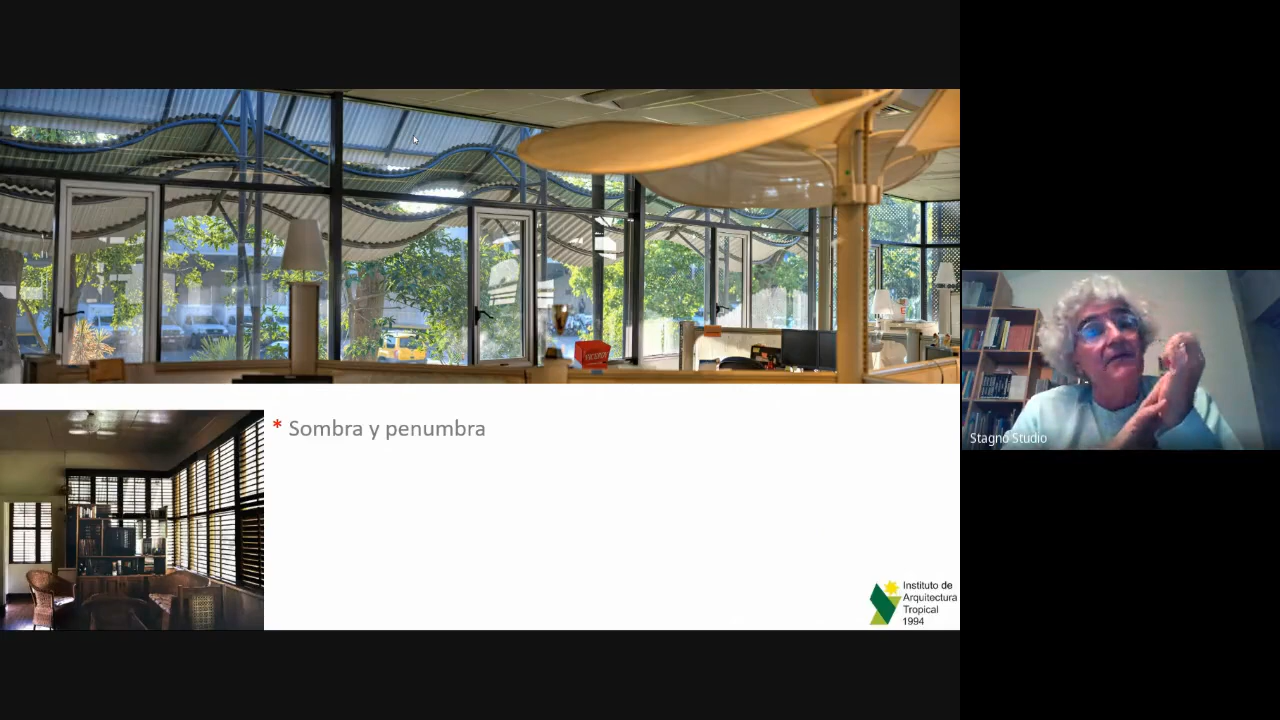 * Sombra y penumbra
Instituto de
Arquitectura
Tropical
1994
Stagno Studio